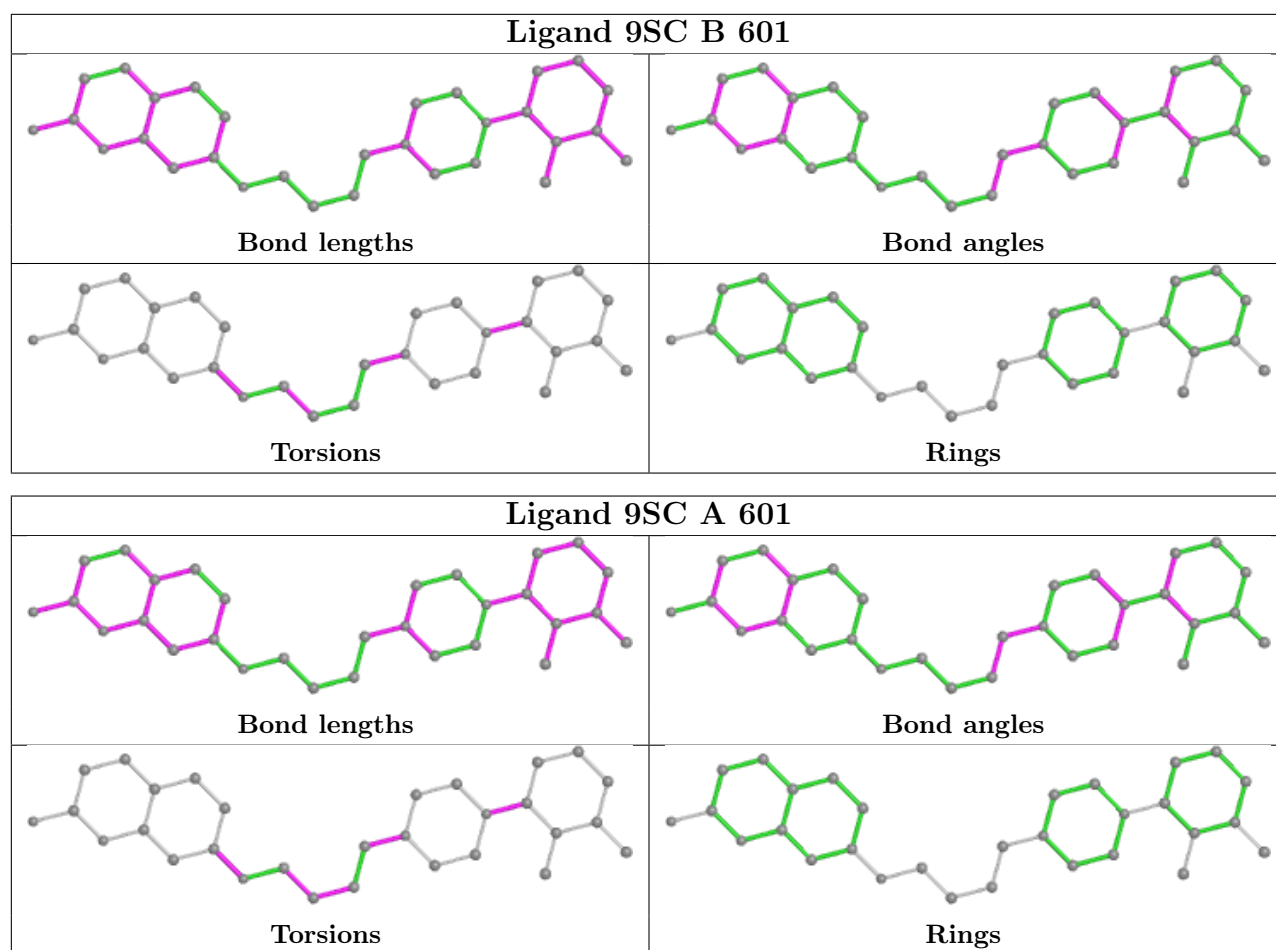 Ligand 9SC B 601
Bond lengths
Bond angles
Torsions
Rings
Ligand 9SC A 601
Bond lengths
Bond angles
Torsions
Rings